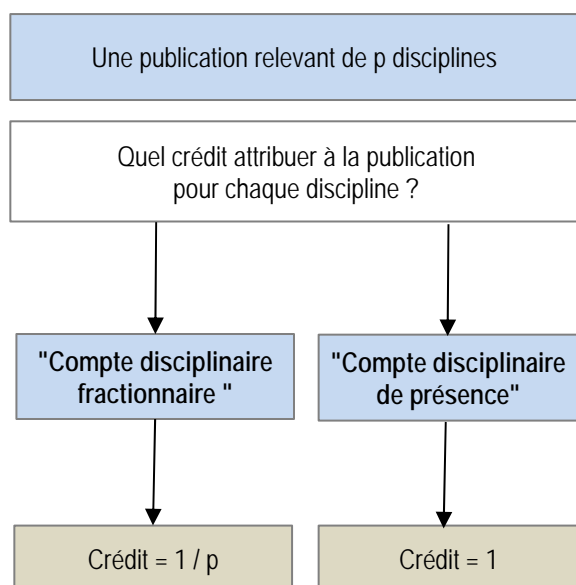 Une publication relevant de p disciplines
Quel crédit attribuer à la publication
pour chaque discipline ?
"Compte disciplinaire
fractionnaire "
"Compte disciplinaire
de présence"
Crédit = 1 / p
Crédit = 1